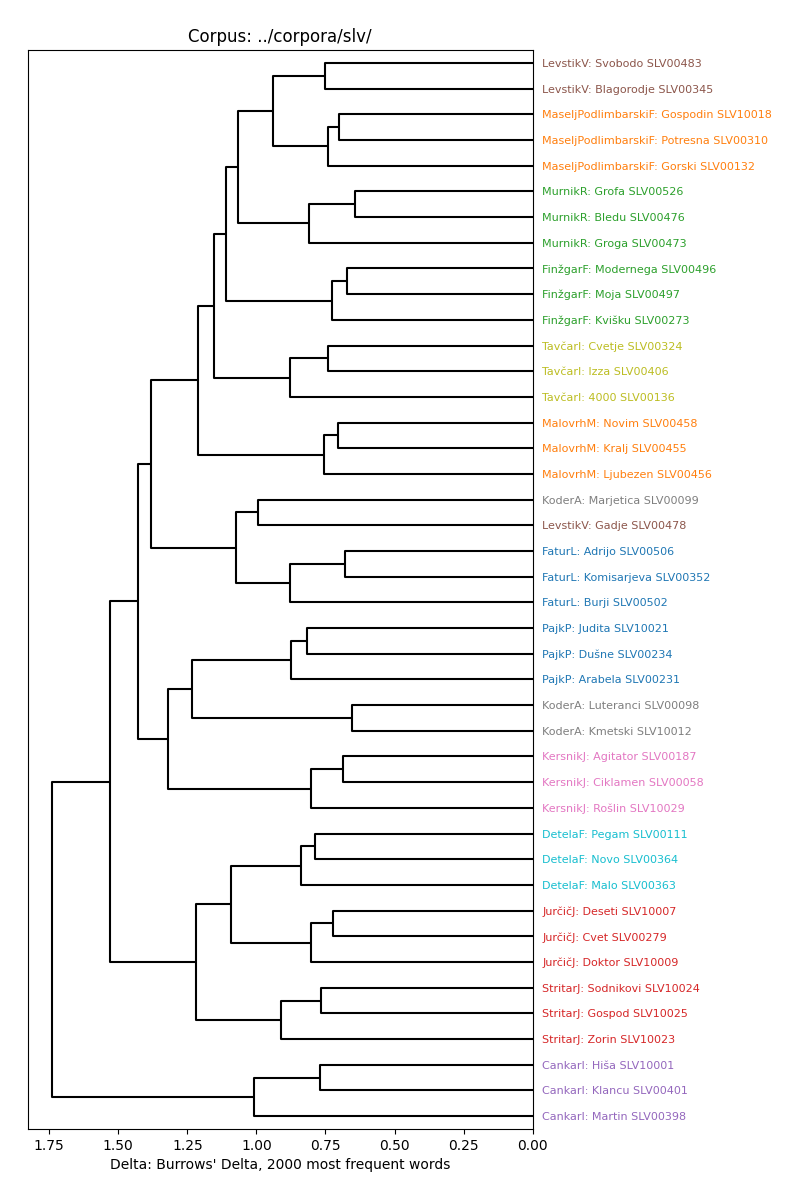 Corpus: ../corpora/slv/
LevstikV: Svobodo SLV00483
LevstikV: Blagorodje SLV00345
MaseljPodlimbarskiF: Gospodin SLV10018
MaseljPodlimbarskiF: Potresna SLV00310
MaseljPodlimbarskiF: Gorski SLV00132
MurnikR: Grofa SLV00526
MurnikR: Bledu SLV00476
MurnikR: Groga SLV00473
FinžgarF: Modernega SLV00496
FinžgarF: Moja SLV00497
FinžgarF: Kvišku SLV00273
TavčarI: Cvetje SLV00324
TavčarI: Izza SLV00406
TavčarI: 4000 SLV00136
MalovrhM: Novim SLV00458
MalovrhM: Kralj SLV00455
MalovrhM: Ljubezen SLV00456
KoderA: Marjetica SLV00099
LevstikV: Gadje SLV00478
FaturL: Adrijo SLV00506
FaturL: Komisarjeva SLV00352
FaturL: Burji SLV00502
PajkP: Judita SLV10021
PajkP: Dušne SLV00234
PajkP: Arabela SLV00231
KoderA: Luteranci SLV00098
KoderA: Kmetski SLV10012
KersnikJ: Agitator SLV00187
KersnikJ: Ciklamen SLV00058
KersnikJ: Rošlin SLV10029
DetelaF: Pegam SLV00111
DetelaF: Novo SLV00364
DetelaF: Malo SLV00363
JurčičJ: Deseti SLV10007
JurčičJ: Cvet SLV00279
JurčičJ: Doktor SLV10009
StritarJ: Sodnikovi SLV10024
StritarJ: Gospod SLV10025
StritarJ: Zorin SLV10023
CankarI: Hiša SLV10001
CankarI: Klancu SLV00401
CankarI: Martin SLV00398
1.75 1.50 1.25 1.00 0.75 0.50 0.25 0.00
Delta: Burrows' Delta, 2000 most frequent words